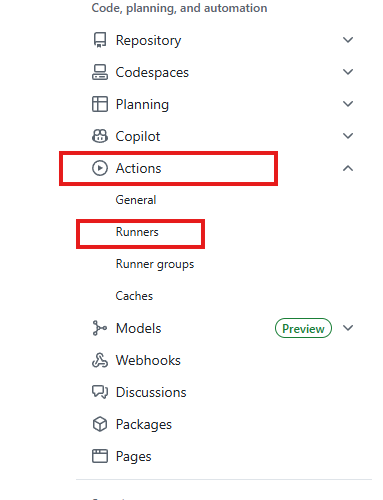 Code, planning, and automation
Repository
Codespaces
Planning
Copilot
Actions
General
Runners
Runner groups
Caches
Models Preview
Webhooks
Discussions
Packages
Pages